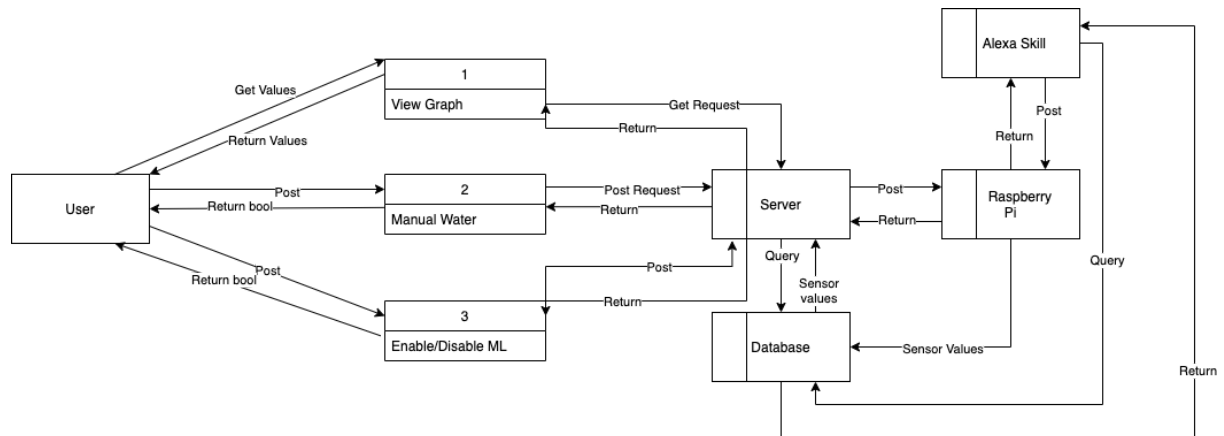 Alexa Skill
1
View Graph
Get Values
Return Values
Get Request
Return
Post
Return
User
Post
Return bool
2
Manual Water
Post Request
Return
Server
Post
Return
Raspberry
Pi
Post
Return bool
Query
Sensor
values
Post
Query
3
Enable/Disable ML
Return
Database
Sensor Values
Return